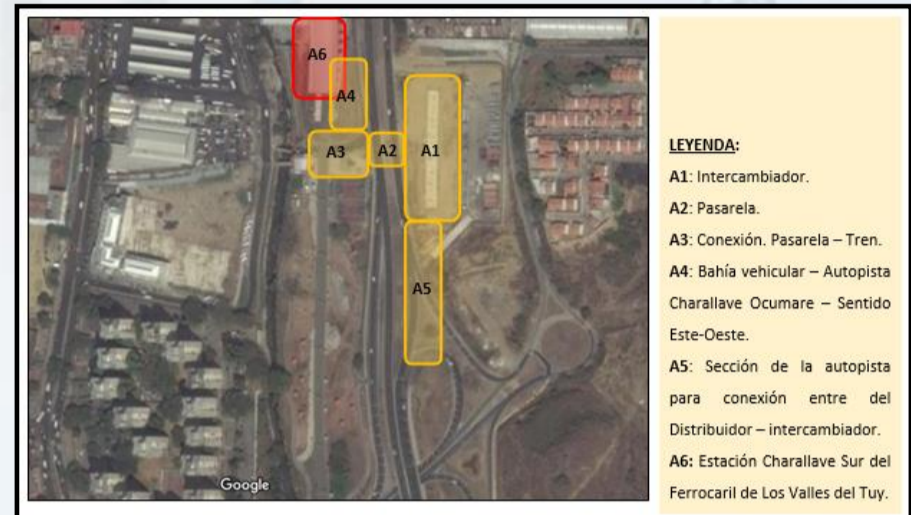 A6
A4
A3
A2
A1
A5
Google
LEYENDA:
A1: Intercambiador.
A2: Pasarela.
A3: Conexión. Pasarela – Tren.
A4: Bahía vehicular – Autopista
Charallave Ocumare – Sentido
Este-Oeste.
A5: Sección de la autopista
para conexión entre del
Distribuidor – intercambiador.
A6: Estación Charallave Sur del
Ferrocaril de Los Valles del Tuy.